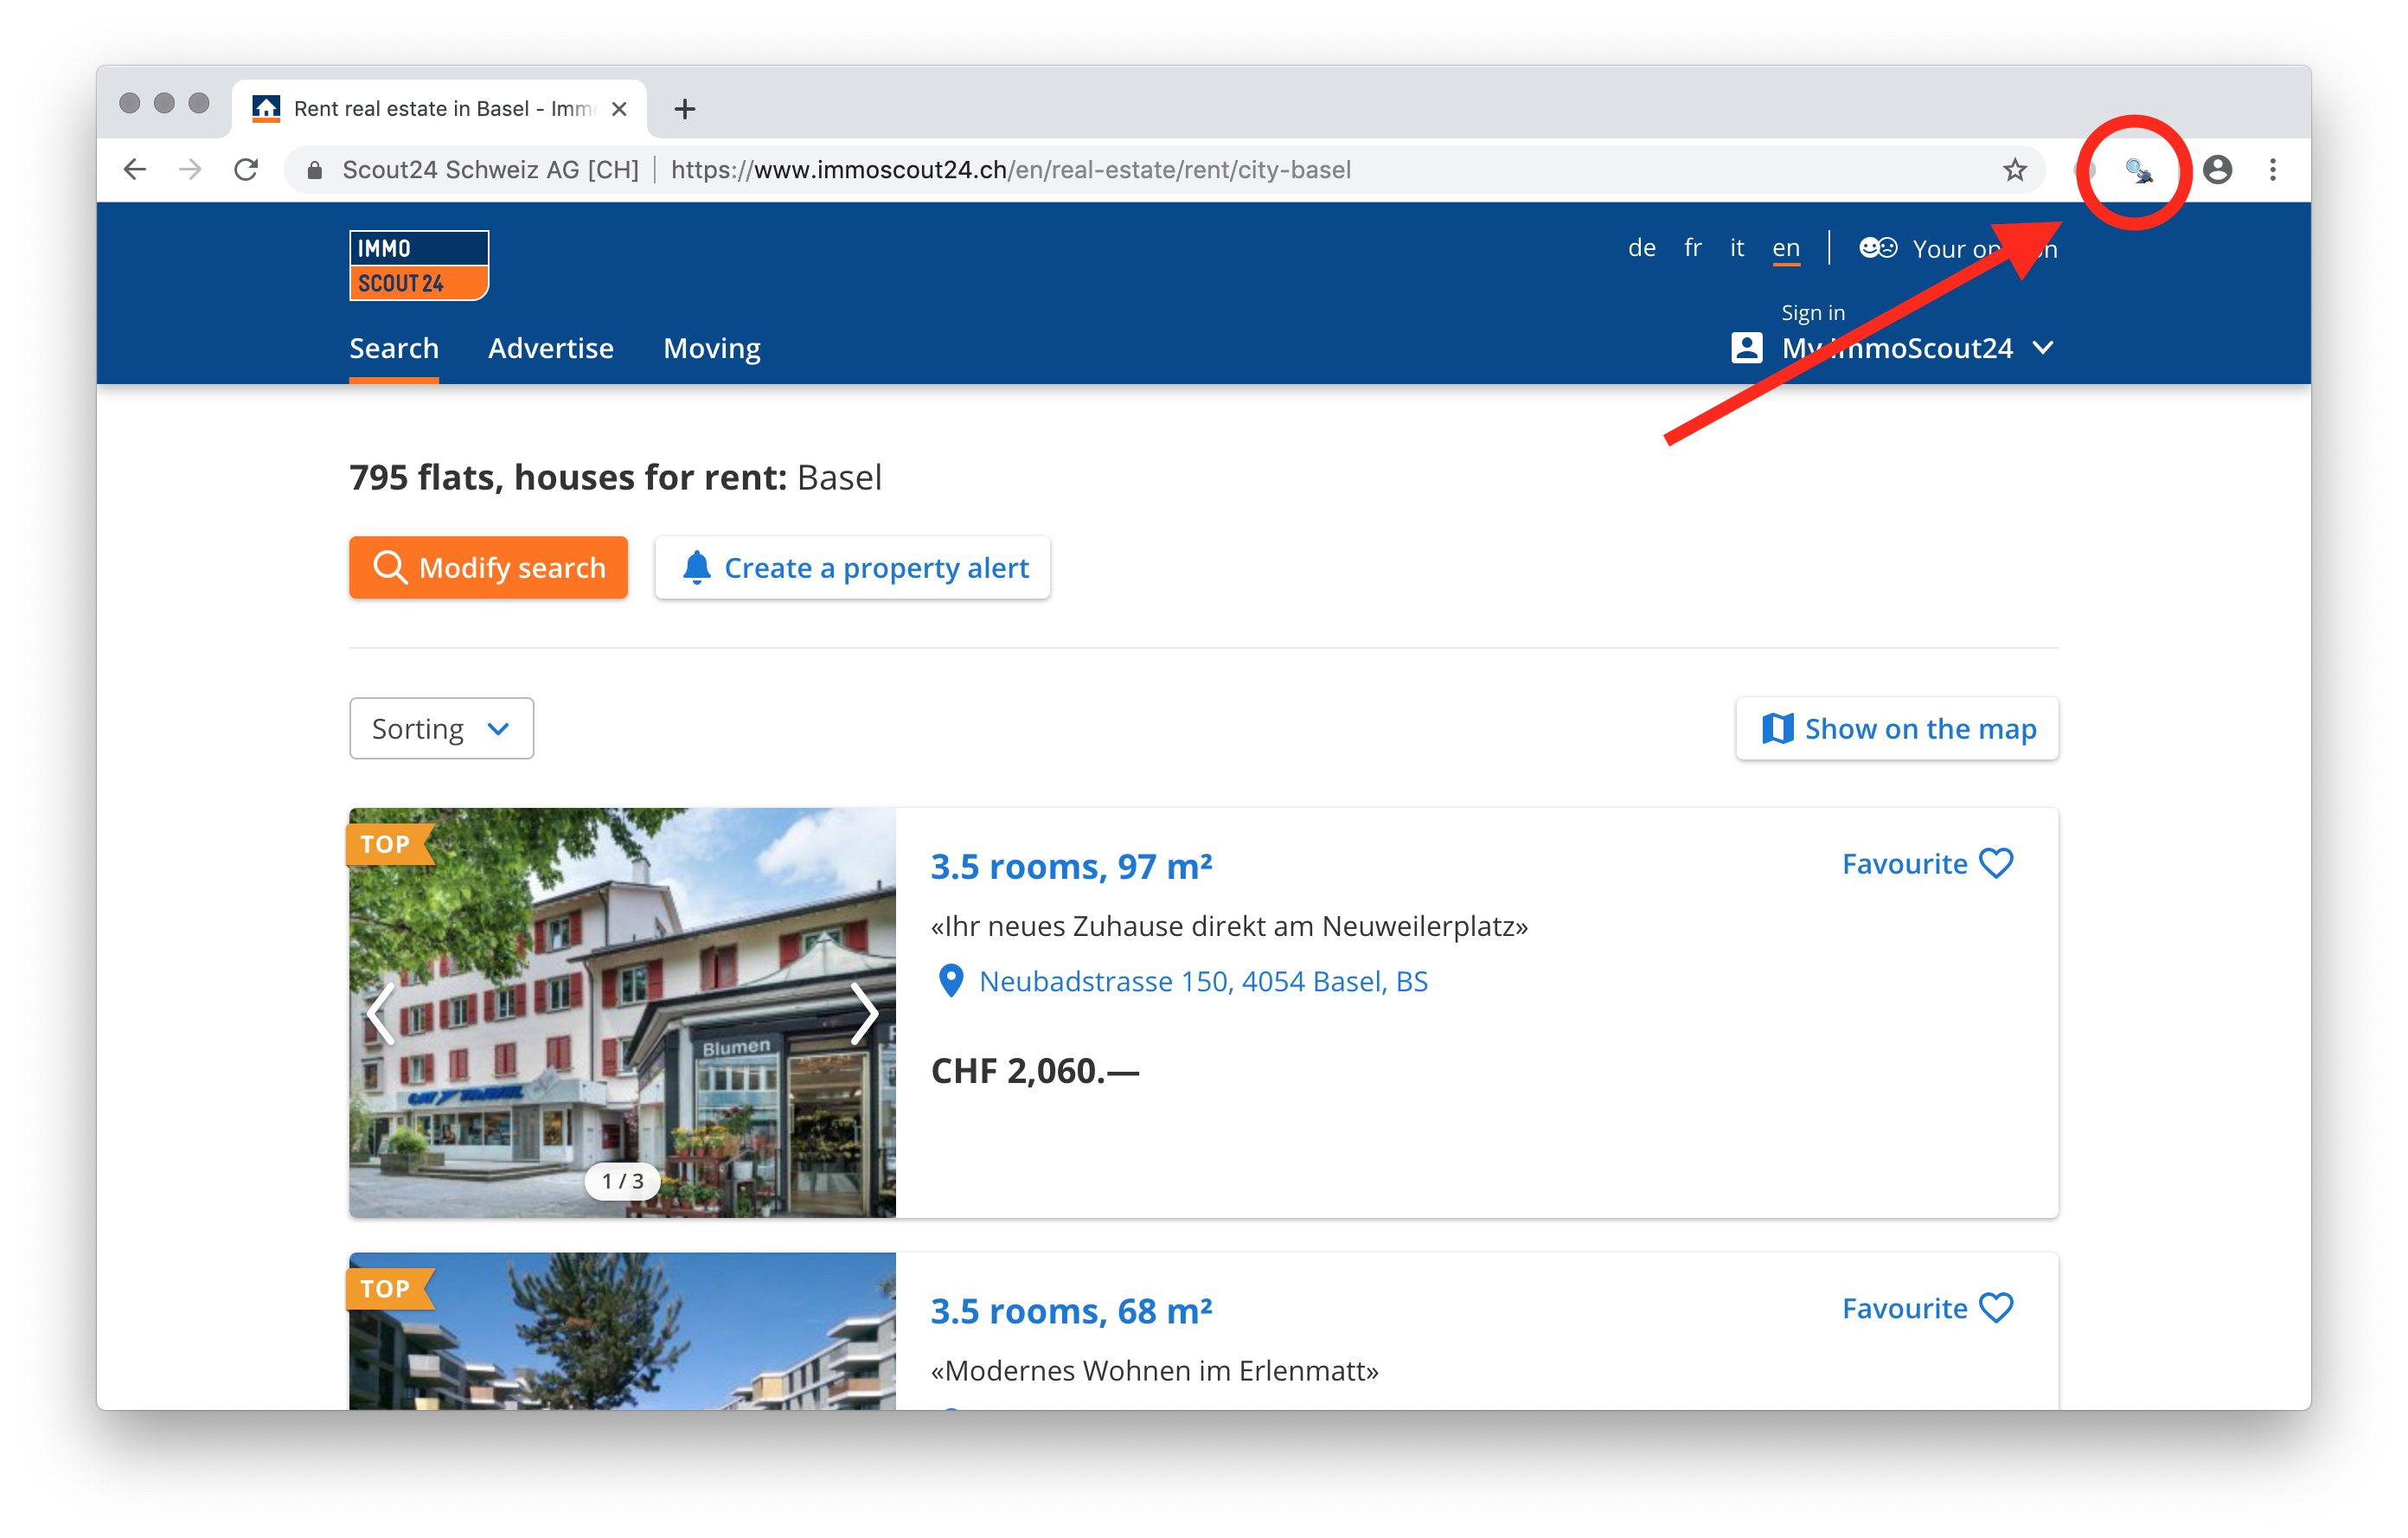 Rent real estate in Basel - Imm
Scout24 Schweiz AG [CH] | https://www.immoscout24.ch/en/real-estate/rent/city-basel
IMMO
SCOUT 24
de fr it en
Your op n
Sign in
Search Advertise Moving
My ImmoScout24
795 flats, houses for rent: Basel
Modify search
Create a property alert
Sorting
Show on the map
TOP
Blumen
1 / 3
3.5 rooms, 97 m²
Favourite
«Ihr neues Zuhause direkt am Neuweilerplatz»
Neubadstrasse 150, 4054 Basel, BS
CHF 2,060.—
TOP
3.5 rooms, 68 m²
Favourite
«Modernes Wohnen im Erlenmatt»